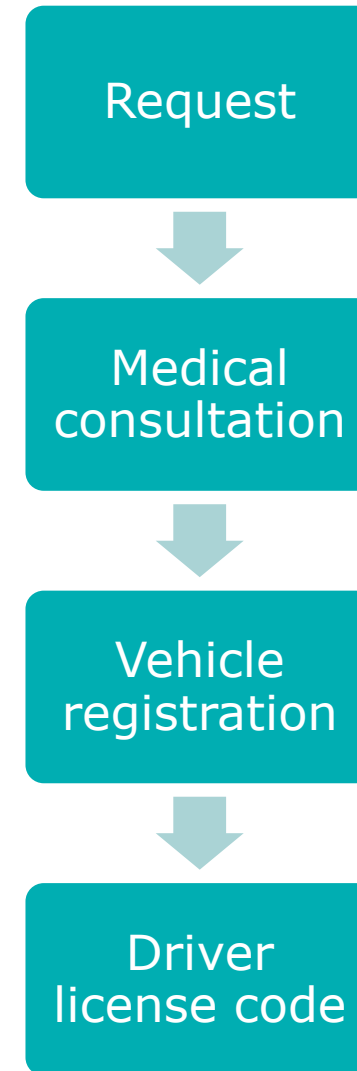 Request
Medical
consultation
Vehicle
registration
Driver
license code